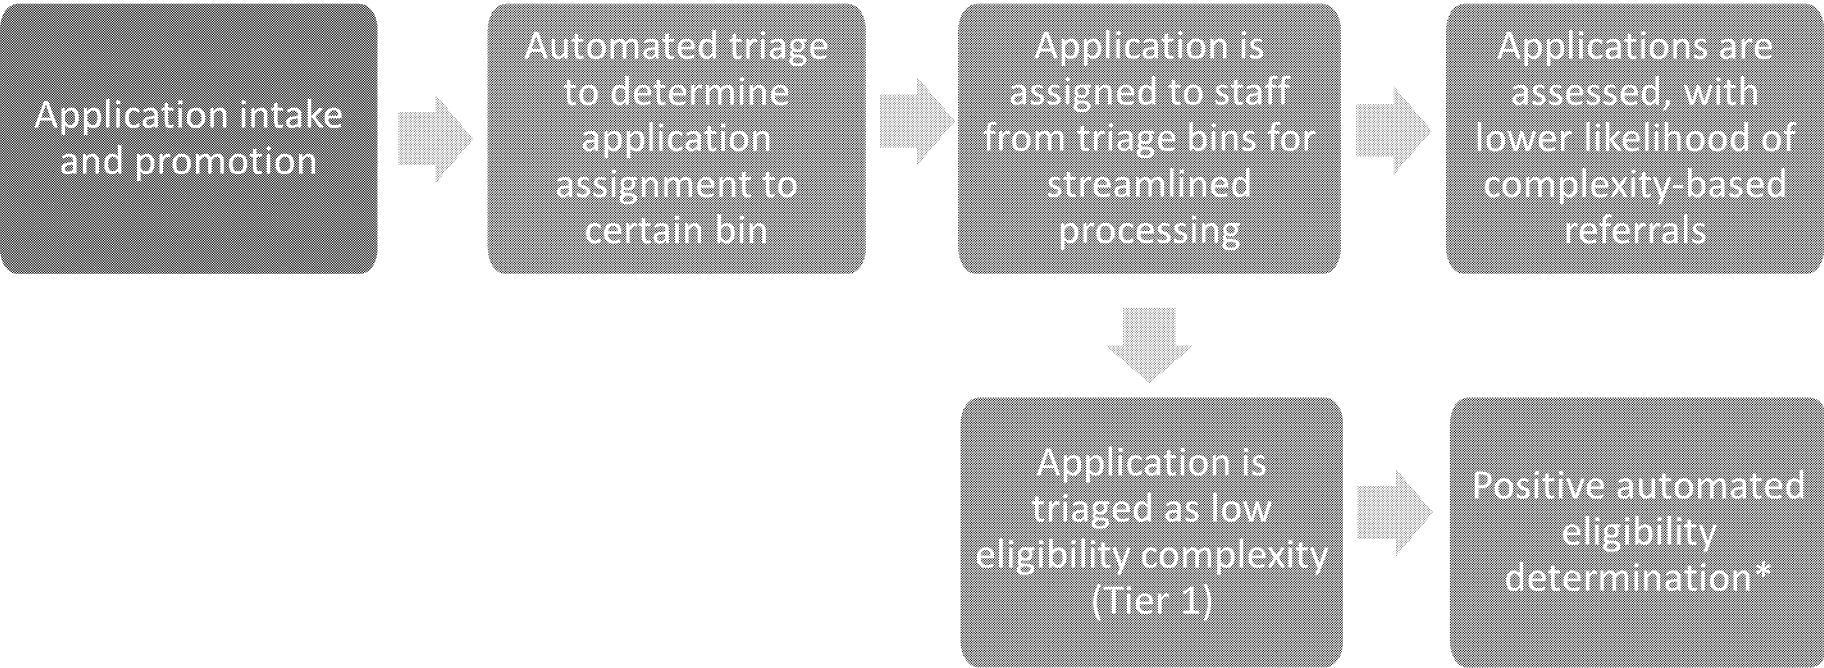 Application intake
and promotion
Automated triage
to determine
application
assignment to
certain bin
Application is
assigned to staff
from triage bins for
streamlined
processing
Applications are
assessed, with
lower likelihood of
complexity-based
referrals
Application is
triaged as low
eligibility complexity
(Tier 1)
Positive automated
eligibility
determination*